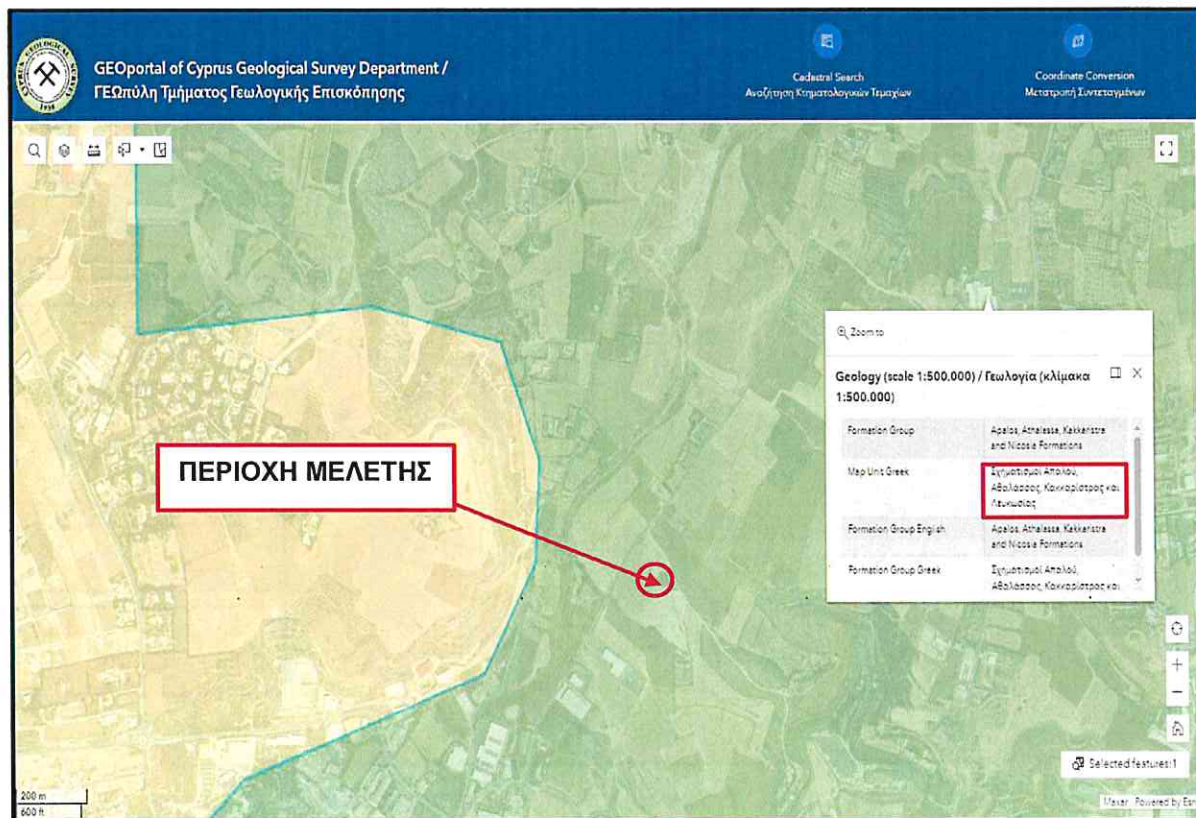 CYPRUS GEOLOGICAL SURVEY
1950
GEOportal of Cyprus Geological Survey Department /
ΓΕΩπύλη Τμήματος Γεωλογικής Επισκόπησης
Cadastral Search
Αναζήτηση Κτηματολογικών Τεμαχίων
Coordinate Conversion
Μετατροπή Συντεταγμένων
ΠΕΡΙΟΧΗ ΜΕΛΕΤΗΣ
Zoom to
Geology (scale 1:500.000) / Γεωλογία (κλίμακα
1:500.000)
Formation Group
Apalos, Athalassa, Kakkaristra
and Nicosia Formations
Map Unit Greek
Σχηματισμοί Απαλού,
Αθαλάσσας, Κακκαρίστρας και
Λευκωσίας
Formation Group English
Apalos, Athalassa, Kakkaristra
and Nicosia Formations
Formation Group Greek
Σχηματισμοί Απαλού,
Αθαλάσσας, Κακκαρίστρας και
Selected features:1
200 m
600 ft
Maxar Powered by Esri